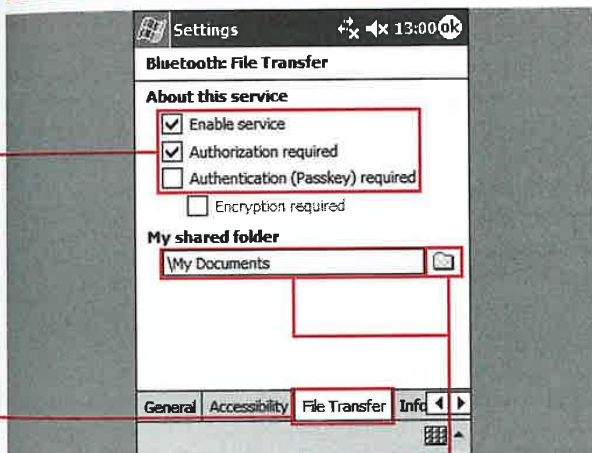 Settings 13:00 ok
Bluetooth: File Transfer
About this service
Enable service
Authorization required
Authentication (Passkey) required
Encryption required
My shared folder
\My Documents
General Accessibility File Transfer Info